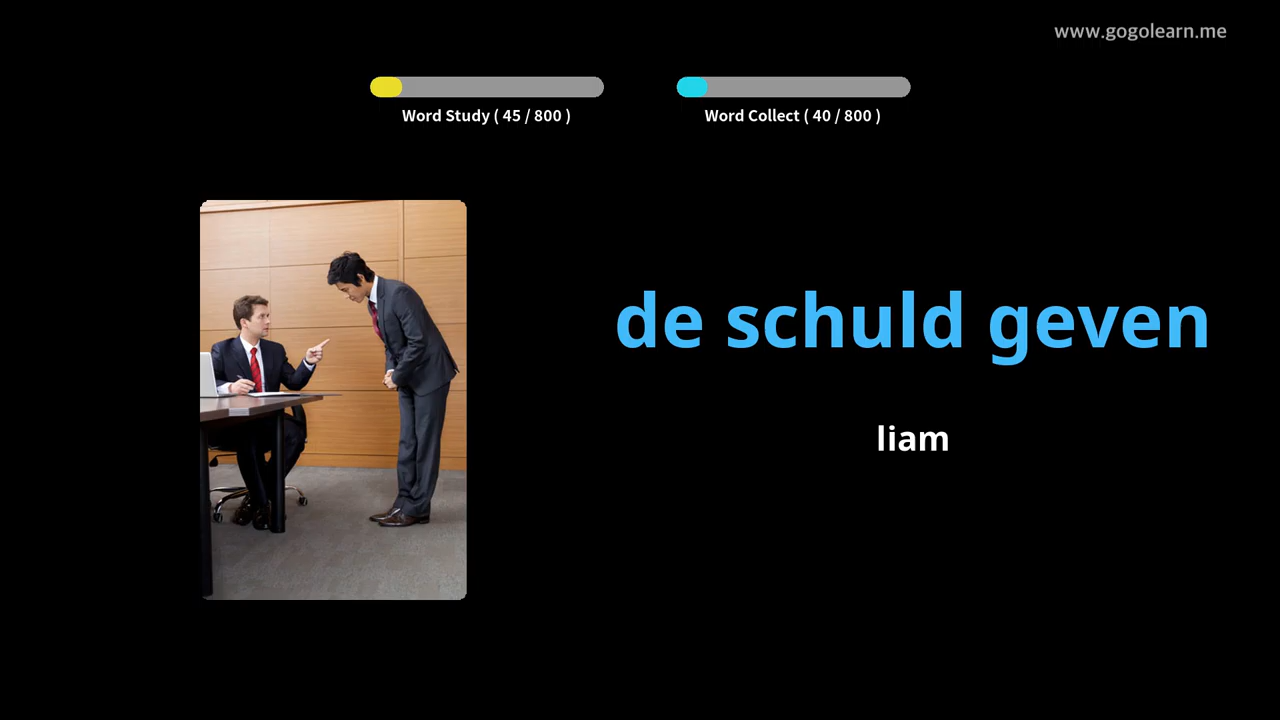 www.gogolearn.me
Word Study ( 45 / 800 )
Word Collect ( 40 / 800 )
de schuld geven
liam